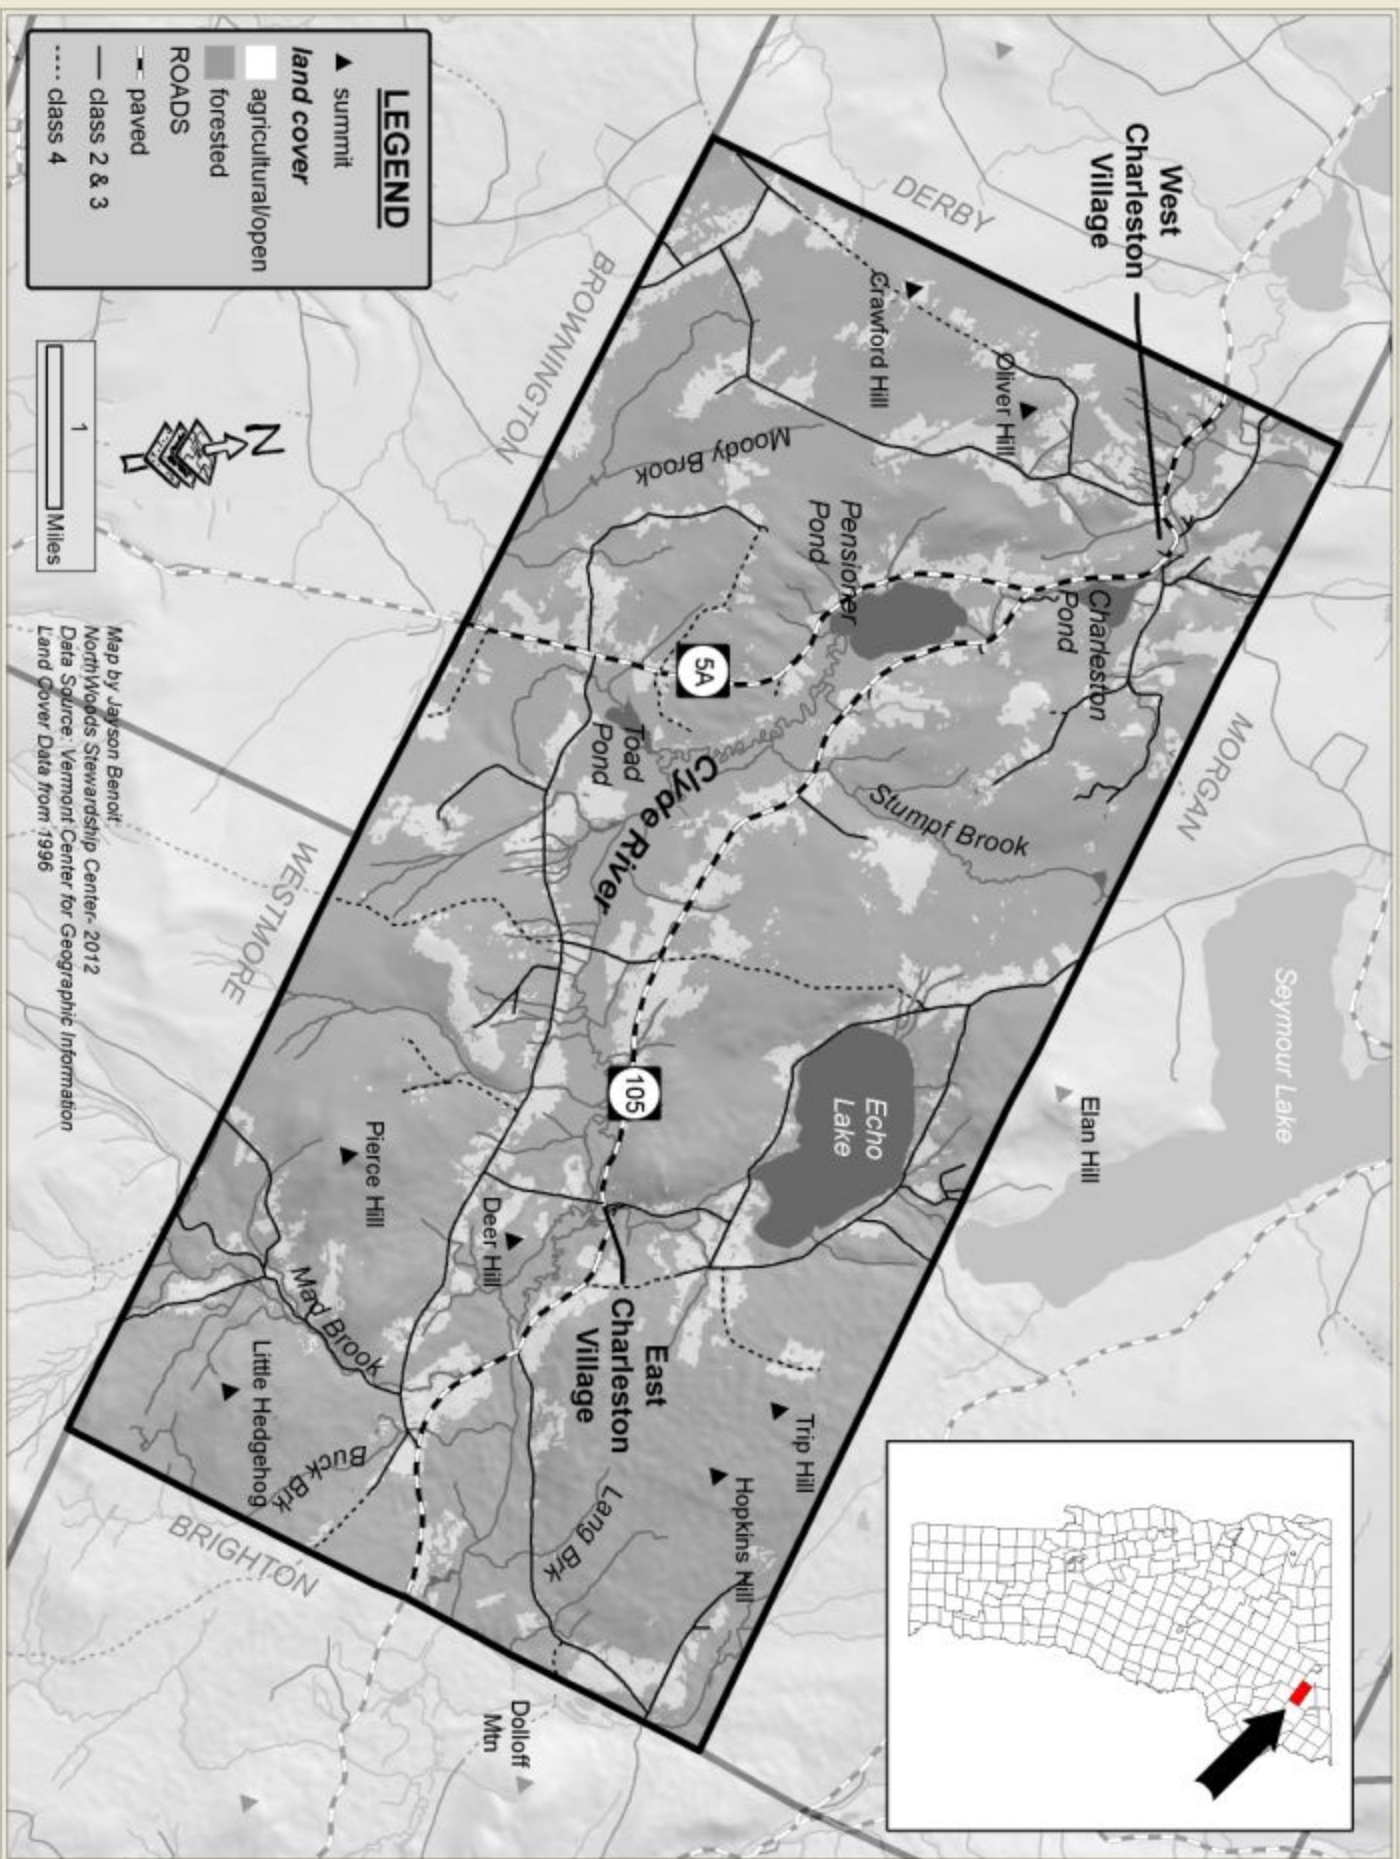 DERBY
West
Charleston
Village
MORGAN
Seymour Lake
Elan Hill
Crawford Hill
Oliver Hill
Moody Brook
Pensioner
Pond
Charleston
Pond
Stumpf Brook
5A
Toad
Pond
Clyde River
Echo
Lake
105
BROWNINGTON
WESTMORE
Pierce Hill
Deer Hill
East
Charleston
Village
Trip Hill
Hopkins Hill
Mad Brook
Little Hedgehog
Buck Brk
Lang Brk
BRIGHTON
Dolloff
Mtn
LEGEND
summit
land cover
agricultural/open
forested
ROADS
paved
class 2 & 3
class 4
N
1
Miles
Map by Jayson Benoit
NorthWoods Stewardship Center- 2012
Data Source: Vermont Center for Geographic Information
Land Cover Data from 1996